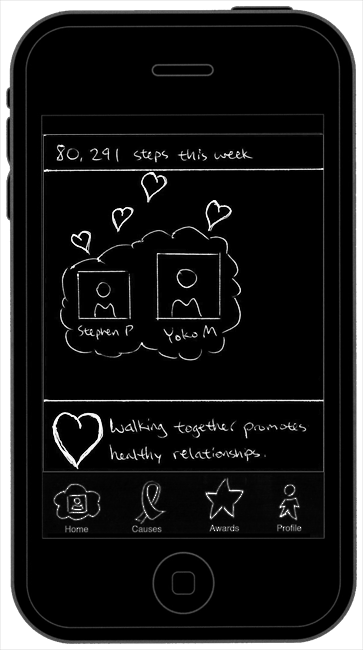 80,291 steps this week
Stephen P
Yoko M
Walking together promotes
healthy relationships.
Home
Causes
Awards
Profile